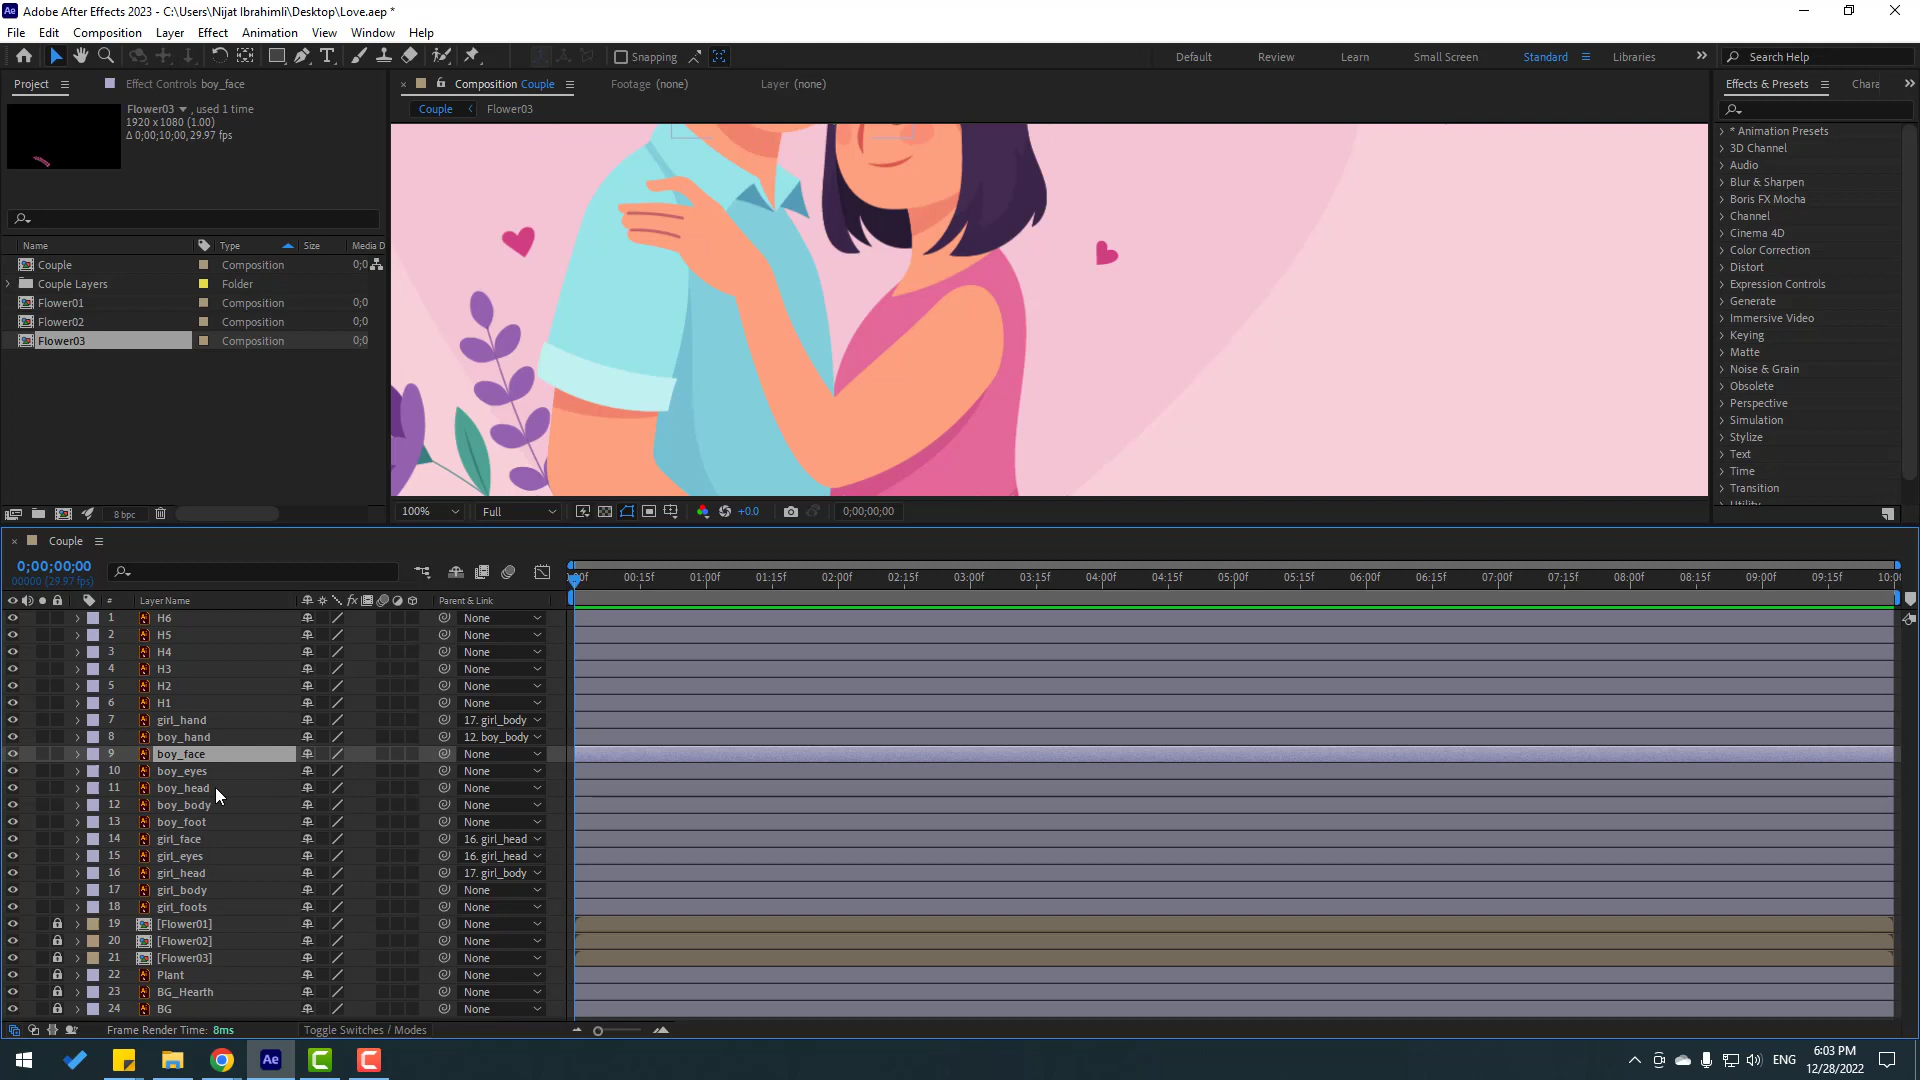 Adobe After Effects 2023 - C:\Users\Nijat Ibrahimli\Desktop\Love.aep *
File Edit Composition Layer Effect Animation View Window Help
Snapping
Default Review Learn Small Screen Standard Libraries Search Help
Project Effect Controls boy_face
Composition Couple Footage (none) Layer (none)
Effects & Presets Chara
Flower03 , used 1 time
1920 x 1080 (1.00)
Δ 0;00;10;00, 29.97 fps
Couple Flower03
Name Type Size Media D
Couple Composition 0;0
Couple Layers Folder
Flower01 Composition 0;0
Flower02 Composition 0;0
Flower03 Composition 0;0
* Animation Presets
3D Channel
Audio
Blur & Sharpen
Boris FX Mocha
Channel
Cinema 4D
Color Correction
Distort
Expression Controls
Generate
Immersive Video
Keying
Matte
Noise & Grain
Obsolete
Perspective
Simulation
Stylize
Text
Time
Transition
Utility
8 bpc
100% Full +0.0 0;00;00;00
Couple
0;00;00;00
00000 (29.97 fps)
:00f 00:15f 01:00f 01:15f 02:00f 02:15f 03:00f 03:15f 04:00f 04:15f 05:00f 05:15f 06:00f 06:15f 07:00f 07:15f 08:00f 08:15f 09:00f 09:15f 10:00
# Layer Name fx Parent & Link
1 H6 None
2 H5 None
3 H4 None
4 H3 None
5 H2 None
6 H1 None
7 girl_hand 17. girl_body
8 boy_hand 12. boy_body
9 boy_face None
10 boy_eyes None
11 boy_head None
12 boy_body None
13 boy_foot None
14 girl_face 16. girl_head
15 girl_eyes 16. girl_head
16 girl_head 17. girl_body
17 girl_body None
18 girl_foots None
19 [Flower01] None
20 [Flower02] None
21 [Flower03] None
22 Plant None
23 BG_Hearth None
24 BG None
Frame Render Time: 8ms Toggle Switches / Modes
Ae
ENG
6:03 PM
12/28/2022